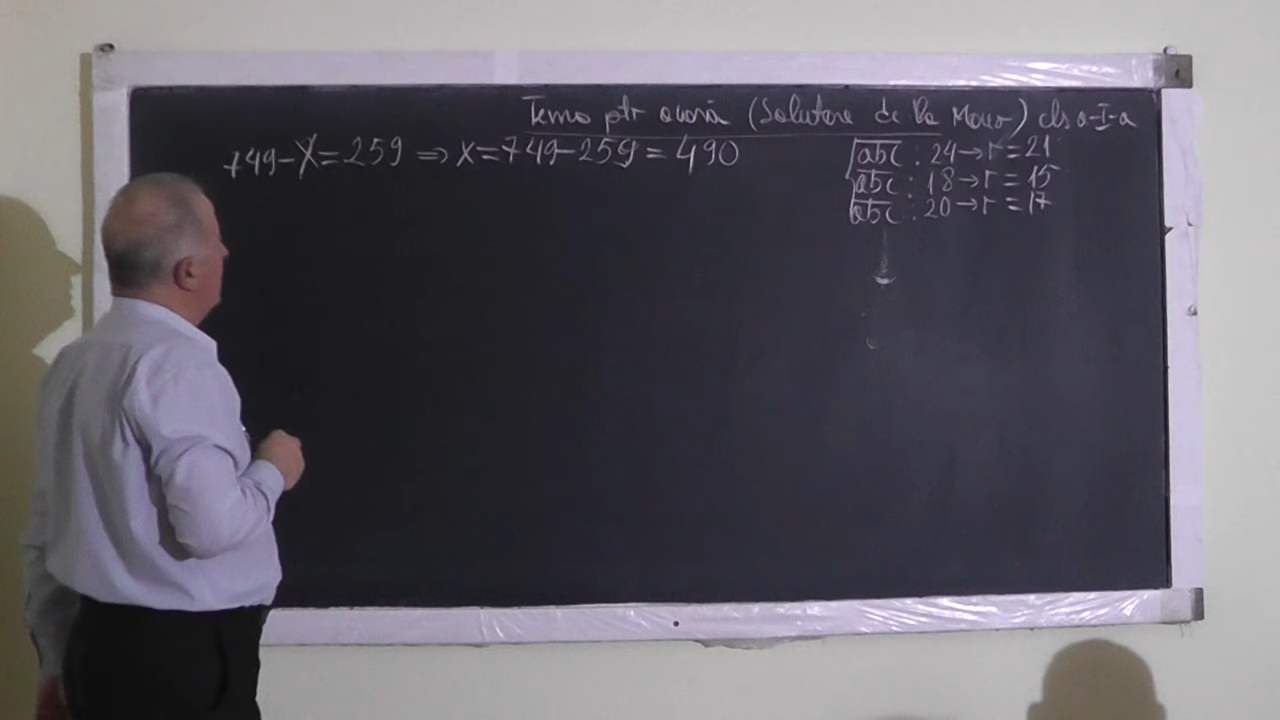 Tema ptr acasă (Salutare de la Mara) cls a-I-a
749-x=259 ⇒ x=749-259=490
abc : 24→r=21
abc : 18→r=15
abc : 20→r=17